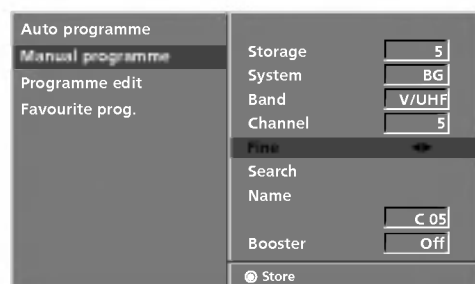 Auto programme
Manual programme
Programme edit
Favourite prog.
Storage 5
System BG
Band V/UHF
Channel 5
Fine
Search
Name
C 05
Booster Off
Store